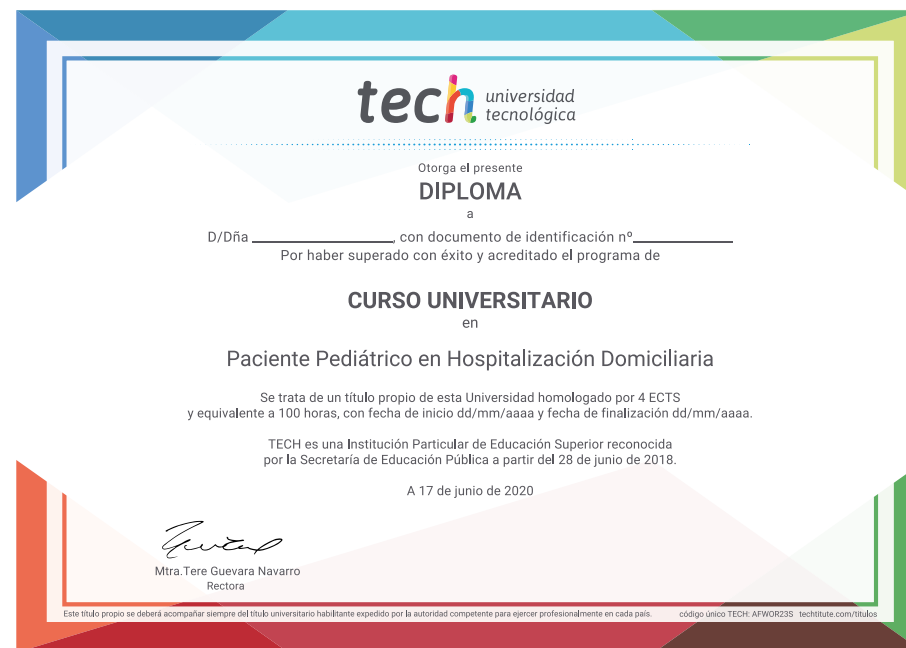 tech universidad
tecnológica
Otorga el presente
DIPLOMA
a
D/Dña ____________________, con documento de identificación nº______________
Por haber superado con éxito y acreditado el programa de
CURSO UNIVERSITARIO
en
Paciente Pediátrico en Hospitalización Domiciliaria
Se trata de un título propio de esta Universidad homologado por 4 ECTS
y equivalente a 100 horas, con fecha de inicio dd/mm/aaaa y fecha de finalización dd/mm/aaaa.
TECH es una Institución Particular de Educación Superior reconocida
por la Secretaría de Educación Pública a partir del 28 de junio de 2018.
A 17 de junio de 2020
Mtra.Tere Guevara Navarro
Rectora
Este título propio se deberá acompañar siempre del título universitario habilitante expedido por la autoridad competente para ejercer profesionalmente en cada país. código único TECH: AFWOR23S techtitute.com/titulos